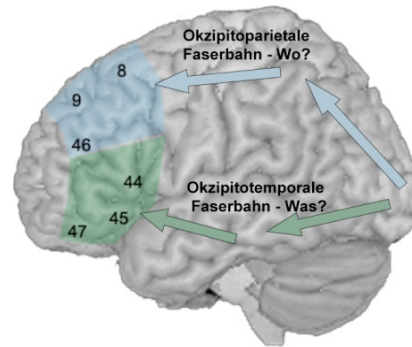 Okzipitoparietale
Faserbahn - Wo?
8
9
46
44
Okzipitotemporale
Faserbahn - Was?
45
47